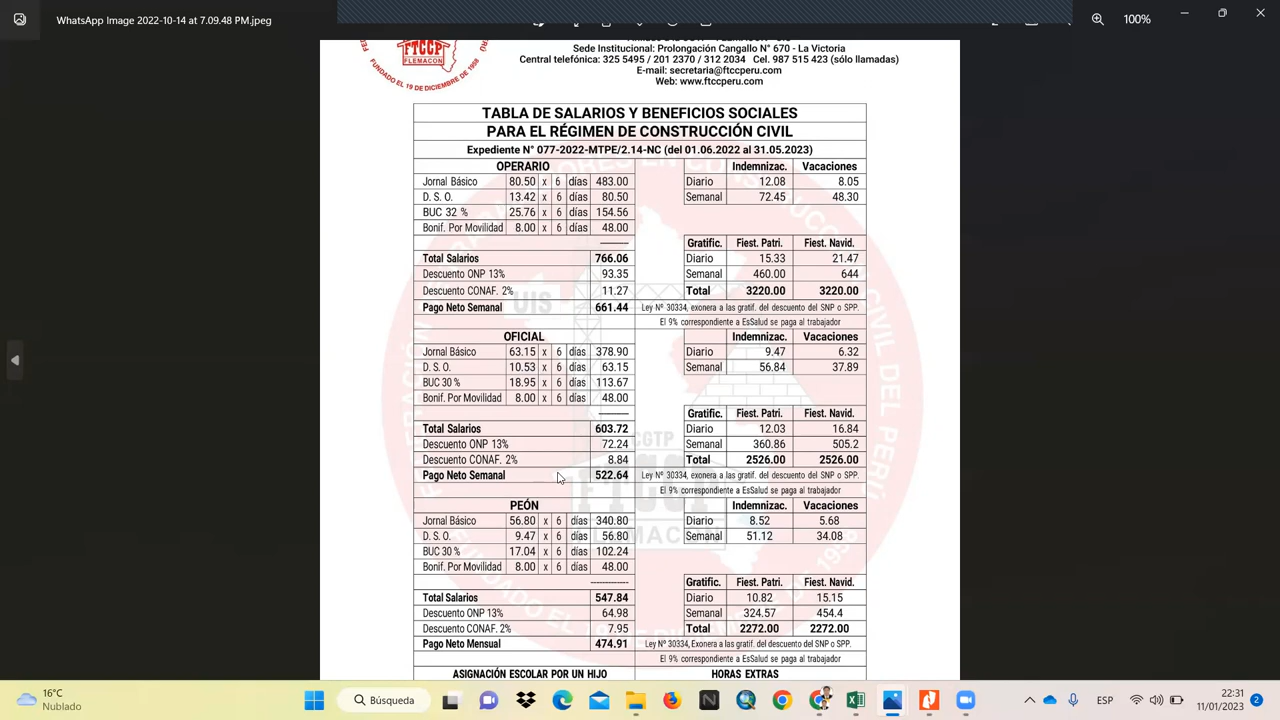 WhatsApp Image 2022-10-14 at 7.09.48 PM.jpeg
100%
FTCCP
FLEMACON
FUNDADO EL 19 DE DICIEMBRE DE 1958
Sede Institucional: Prolongación Cangallo N° 670 - La Victoria
Central telefónica: 325 5495 / 201 2370 / 312 2034 Cel. 987 515 423 (sólo llamadas)
E-mail: secretaria@ftccperu.com
Web: www.ftccperu.com
TABLA DE SALARIOS Y BENEFICIOS SOCIALES
PARA EL RÉGIMEN DE CONSTRUCCIÓN CIVIL
Expediente N° 077-2022-MTPE/2.14-NC (del 01.06.2022 al 31.05.2023)
OPERARIO Indemnizac. Vacaciones
Jornal Básico 80.50 x 6 días 483.00 Diario 12.08 8.05
D. S. O. 13.42 x 6 días 80.50 Semanal 72.45 48.30
BUC 32 % 25.76 x 6 días 154.56
Bonif. Por Movilidad 8.00 x 6 días 48.00
Gratific. Fiest. Patri. Fiest. Navid.
Total Salarios 766.06 Diario 15.33 21.47
Descuento ONP 13% 93.35 Semanal 460.00 644
Descuento CONAF. 2% 11.27 Total 3220.00 3220.00
Pago Neto Semanal 661.44 Ley Nº 30334, exonera a las gratif. del descuento del SNP o SPP.
El 9% correspondiente a EsSalud se paga al trabajador
OFICIAL Indemnizac. Vacaciones
Jornal Básico 63.15 x 6 días 378.90 Diario 9.47 6.32
D. S. O. 10.53 x 6 días 63.15 Semanal 56.84 37.89
BUC 30 % 18.95 x 6 días 113.67
Bonif. Por Movilidad 8.00 x 6 días 48.00
Gratific. Fiest. Patri. Fiest. Navid.
Total Salarios 603.72 Diario 12.03 16.84
Descuento ONP 13% 72.24 Semanal 360.86 505.2
Descuento CONAF. 2% 8.84 Total 2526.00 2526.00
Pago Neto Semanal 522.64 Ley Nº 30334, exonera a las gratif. del descuento del SNP o SPP.
El 9% correspondiente a EsSalud se paga al trabajador
PEÓN Indemnizac. Vacaciones
Jornal Básico 56.80 x 6 días 340.80 Diario 8.52 5.68
D. S. O. 9.47 x 6 días 56.80 Semanal 51.12 34.08
BUC 30 % 17.04 x 6 días 102.24
Bonif. Por Movilidad 8.00 x 6 días 48.00
Gratific. Fiest. Patri. Fiest. Navid.
Total Salarios 547.84 Diario 10.82 15.15
Descuento ONP 13% 64.98 Semanal 324.57 454.4
Descuento CONAF. 2% 7.95 Total 2272.00 2272.00
Pago Neto Mensual 474.91 Ley Nº 30334, Exonera a las gratif. del descuento del SNP o SPP.
El 9% correspondiente a EsSalud se paga al trabajador
ASIGNACIÓN ESCOLAR POR UN HIJO HORAS EXTRAS
UIS
CGTP
FTCCP
FLEMACON
16°C
Nublado
Búsqueda
ESP
22:31
11/01/2023
2